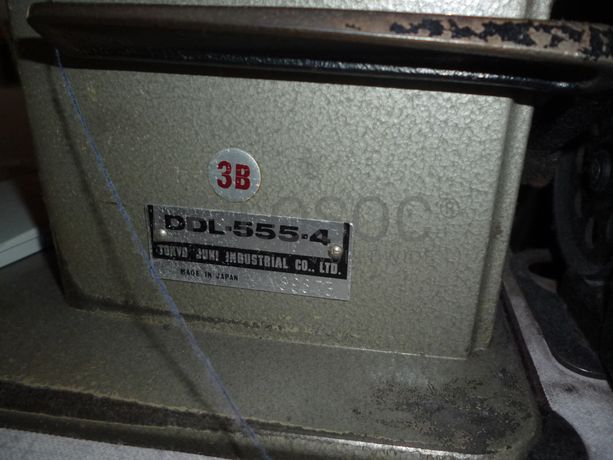 3B
DDL-555-4
TOKYO JUKI INDUSTRIAL CO., LTD.
MADE IN JAPAN